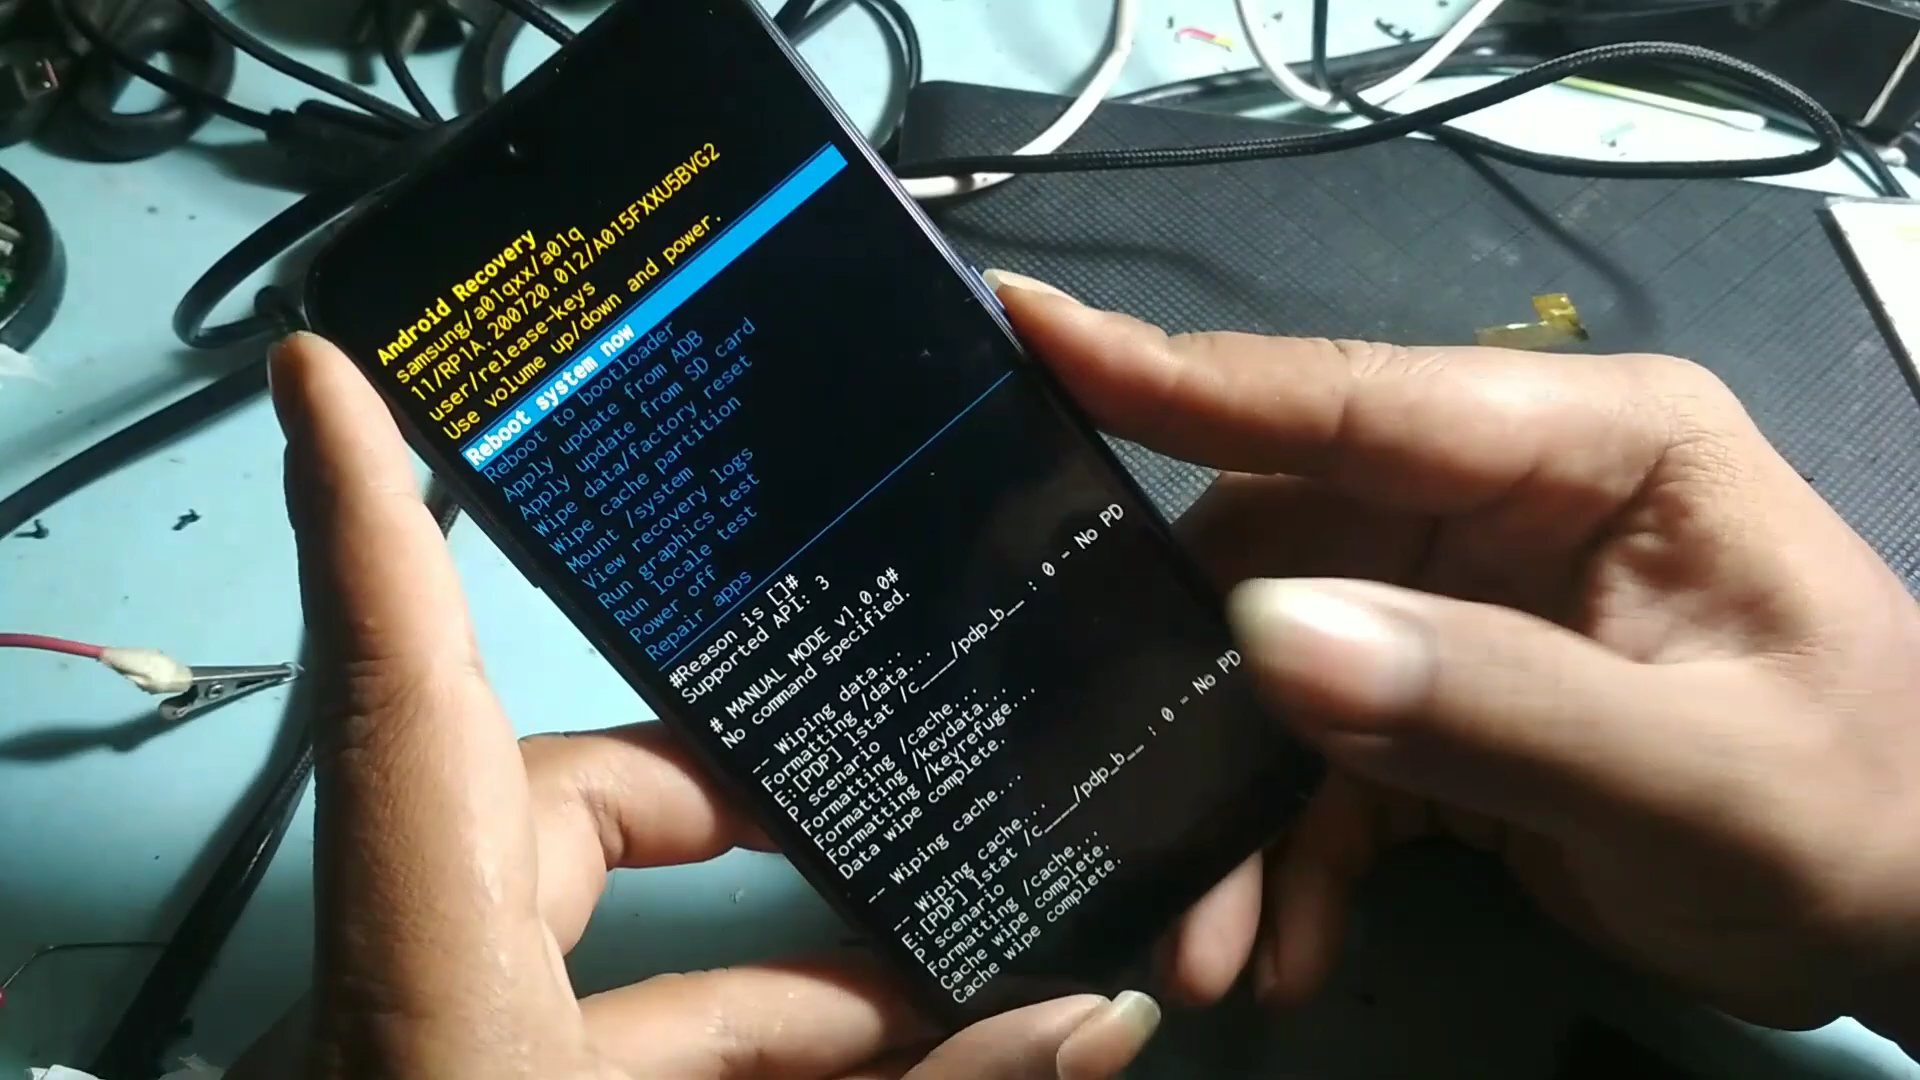 Android Recovery
samsung/a01qxx/a01q
11/RP1A.200720.012/A015FXXU5BVG2
user/release-keys
Use volume up/down and power.
Reboot system now
Reboot to bootloader
Apply update from ADB
Apply update from SD card
Wipe data/factory reset
Wipe cache partition
Mount /system
View recovery logs
Run graphics test
Run locale test
Power off
Repair apps
#Reason is []#
Supported API: 3
# MANUAL MODE v1.0.0#
No command specified.
-- Wiping data...
Formatting /data...
E:[PDP] lstat /c____/pdp_b__ : 0 - No PD
P scenario
Formatting /cache...
Formatting /keydata...
Formatting /keyrefuge...
Data wipe complete.
-- Wiping cache...
-- Wiping cache...
E:[PDP] lstat /c____/pdp_b__ : 0 - No PD
P scenario
Formatting /cache...
Cache wipe complete.
Cache wipe complete.